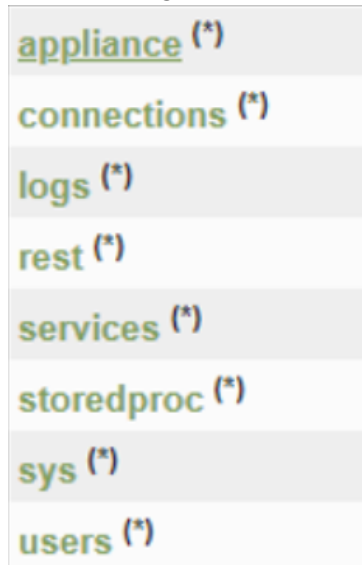 appliance (*)
connections (*)
logs (*)
rest (*)
services (*)
storedproc (*)
sys (*)
users (*)